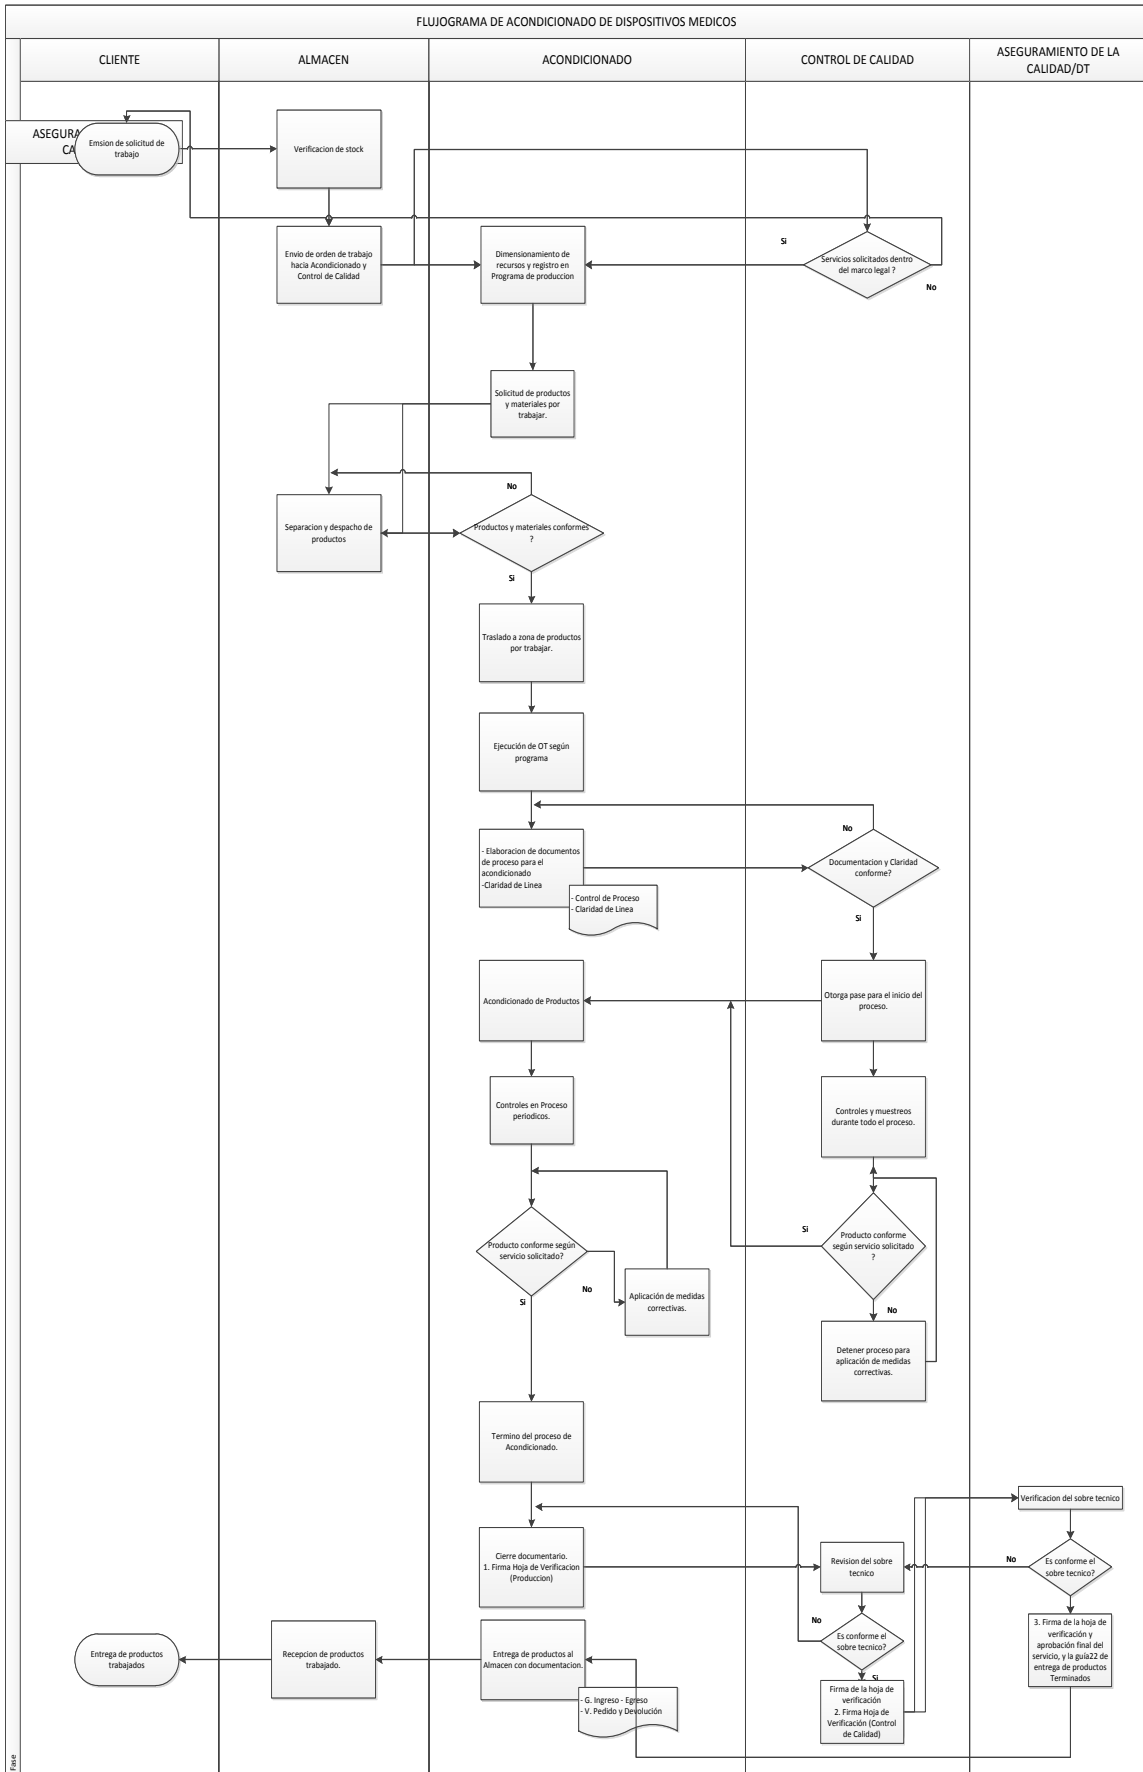 FLUJOGRAMA DE ACONDICIONADO DE DISPOSITIVOS MEDICOS
CLIENTE
ALMACEN
ACONDICIONADO
CONTROL DE CALIDAD
ASEGURAMIENTO DE LA
CALIDAD/DT
ASEGURA
CA
Emsion de solicitud de
trabajo
Verificacion de stock
Envio de orden de trabajo
hacia Acondicionado y
Control de Calidad
Dimensionamiento de
recursos y registro en
Programa de produccion
Si
Servicios solicitados dentro
del marco legal ?
No
Solicitud de productos
y materiales por
trabajar.
No
Separacion y despacho de
productos
Productos y materiales conformes
?
Si
Traslado a zona de productos
por trabajar.
Ejecución de OT según
programa
No
- Elaboracion de documentos
de proceso para el
acondicionado
-Claridad de Linea
- Control de Proceso
- Claridad de Linea
Documentacion y Claridad
conforme?
Si
Acondicionado de Productos
Otorga pase para el inicio del
proceso.
Controles en Proceso
periodicos.
Controles y muestreos
durante todo el proceso.
Si
Producto conforme según
servicio solicitado?
No
Si
Aplicación de medidas
correctivas.
Producto conforme
según servicio solicitado
?
No
Detener proceso para
aplicación de medidas
correctivas.
Termino del proceso de
Acondicionado.
Verificacion del sobre tecnico
Cierre documentario.
1. Firma Hoja de Verificacion
(Produccion)
Revision del sobre
tecnico
No
Es conforme el
sobre tecnico?
No
Es conforme el
sobre tecnico?
Si
3. Firma de la hoja de
verificación y
aprobación final del
servicio, y la guía22 de
entrega de productos
Terminados
Entrega de productos
trabajados
Recepcion de productos
trabajado.
Entrega de productos al
Almacen con documentacion.
- G. Ingreso - Egreso
- V. Pedido y Devolución
Firma de la hoja de
verificación
2. Firma Hoja de
Verificación (Control
de Calidad)
Fase